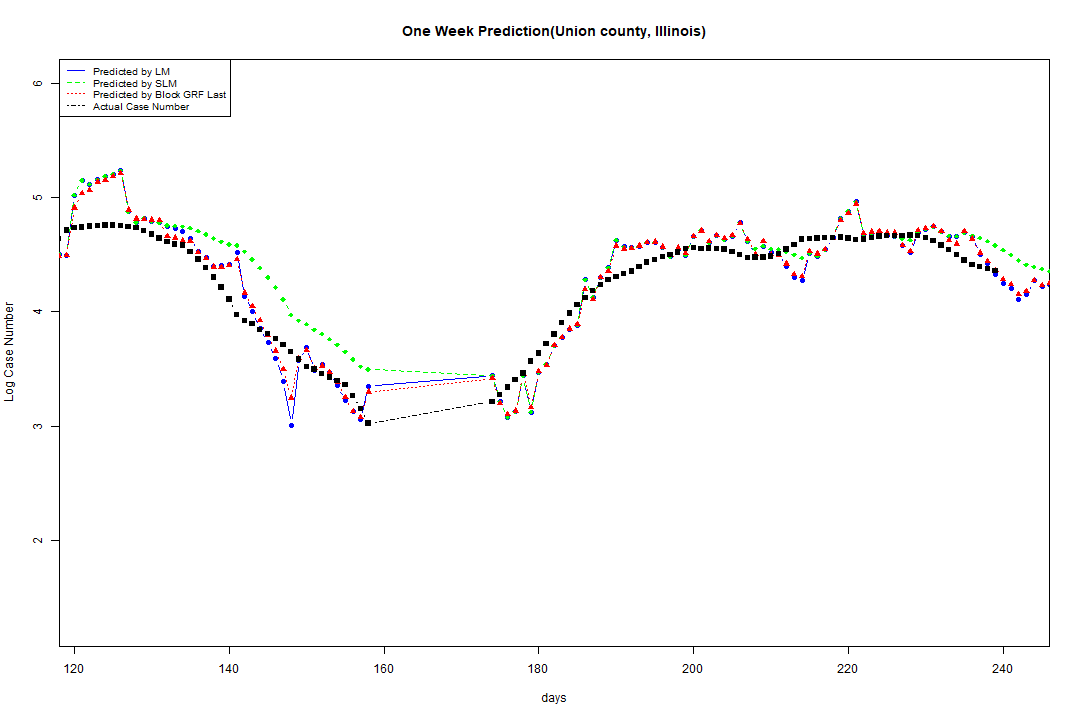 One Week Prediction(Union county, Illinois)
Predicted by LM
Predicted by SLM
Predicted by Block GRF Last
Actual Case Number
6
5
4
3
2
Log Case Number
120 140 160 180 200 220 240
days